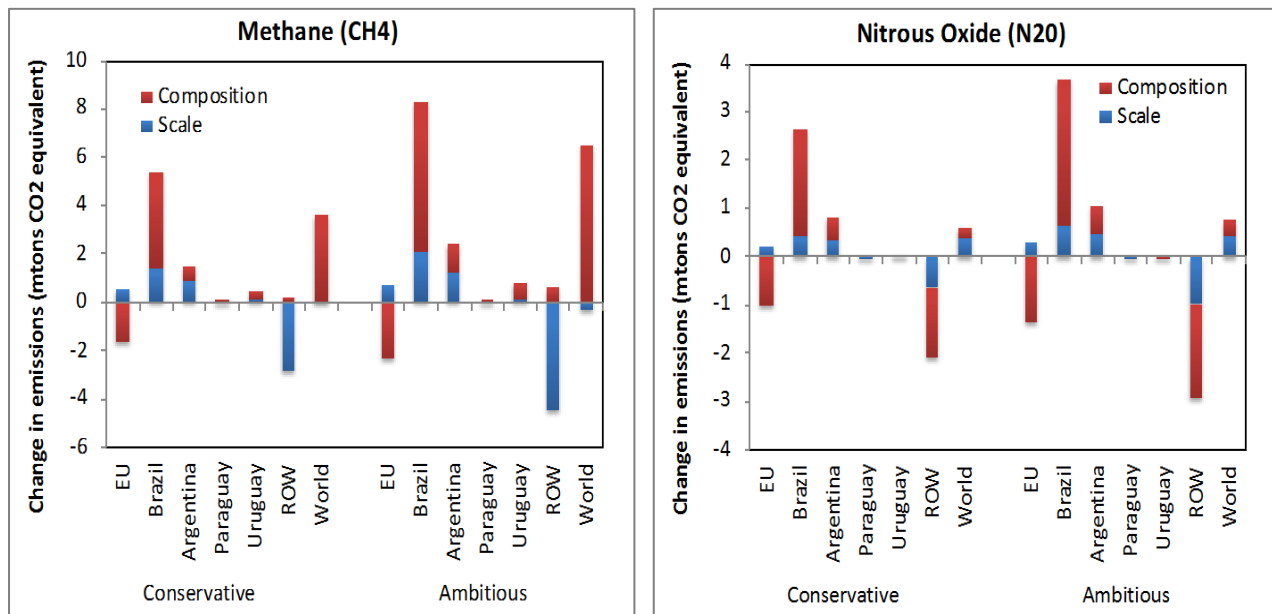 Methane (CH4)
Change in emissions (mtons CO2 equivalent)
10
8
6
4
2
0
-2
-4
-6
Composition
Scale
EU
Brazil
Argentina
Paraguay
Uruguay
ROW
World
EU
Brazil
Argentina
Paraguay
Uruguay
ROW
World
Conservative
Ambitious
Nitrous Oxide (N20)
Change in emissions (mtons CO2 equivalent)
4
3
2
1
0
-1
-2
-3
-4
Composition
Scale
EU
Brazil
Argentina
Paraguay
Uruguay
ROW
World
EU
Brazil
Argentina
Paraguay
Uruguay
ROW
World
Conservative
Ambitious